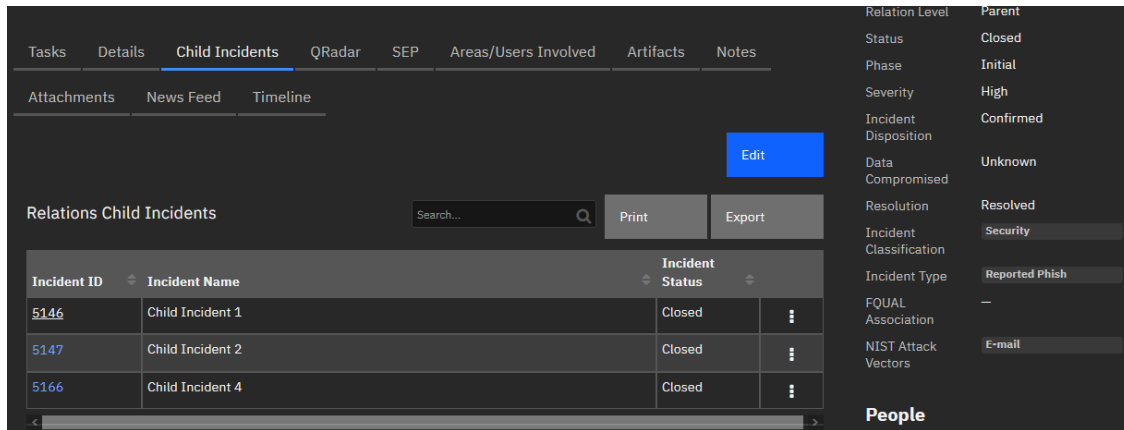 Tasks Details Child Incidents QRadar SEP Areas/Users Involved Artifacts Notes
Attachments News Feed Timeline
Edit
Relations Child Incidents Search... Print Export
Incident ID Incident Name Incident Status
5146 Child Incident 1 Closed
5147 Child Incident 2 Closed
5166 Child Incident 4 Closed
Relation Level Parent
Status Closed
Phase Initial
Severity High
Incident Confirmed
Disposition
Data Unknown
Compromised
Resolution Resolved
Incident Security
Classification
Incident Type Reported Phish
FQUAL —
Association
NIST Attack E-mail
Vectors
People